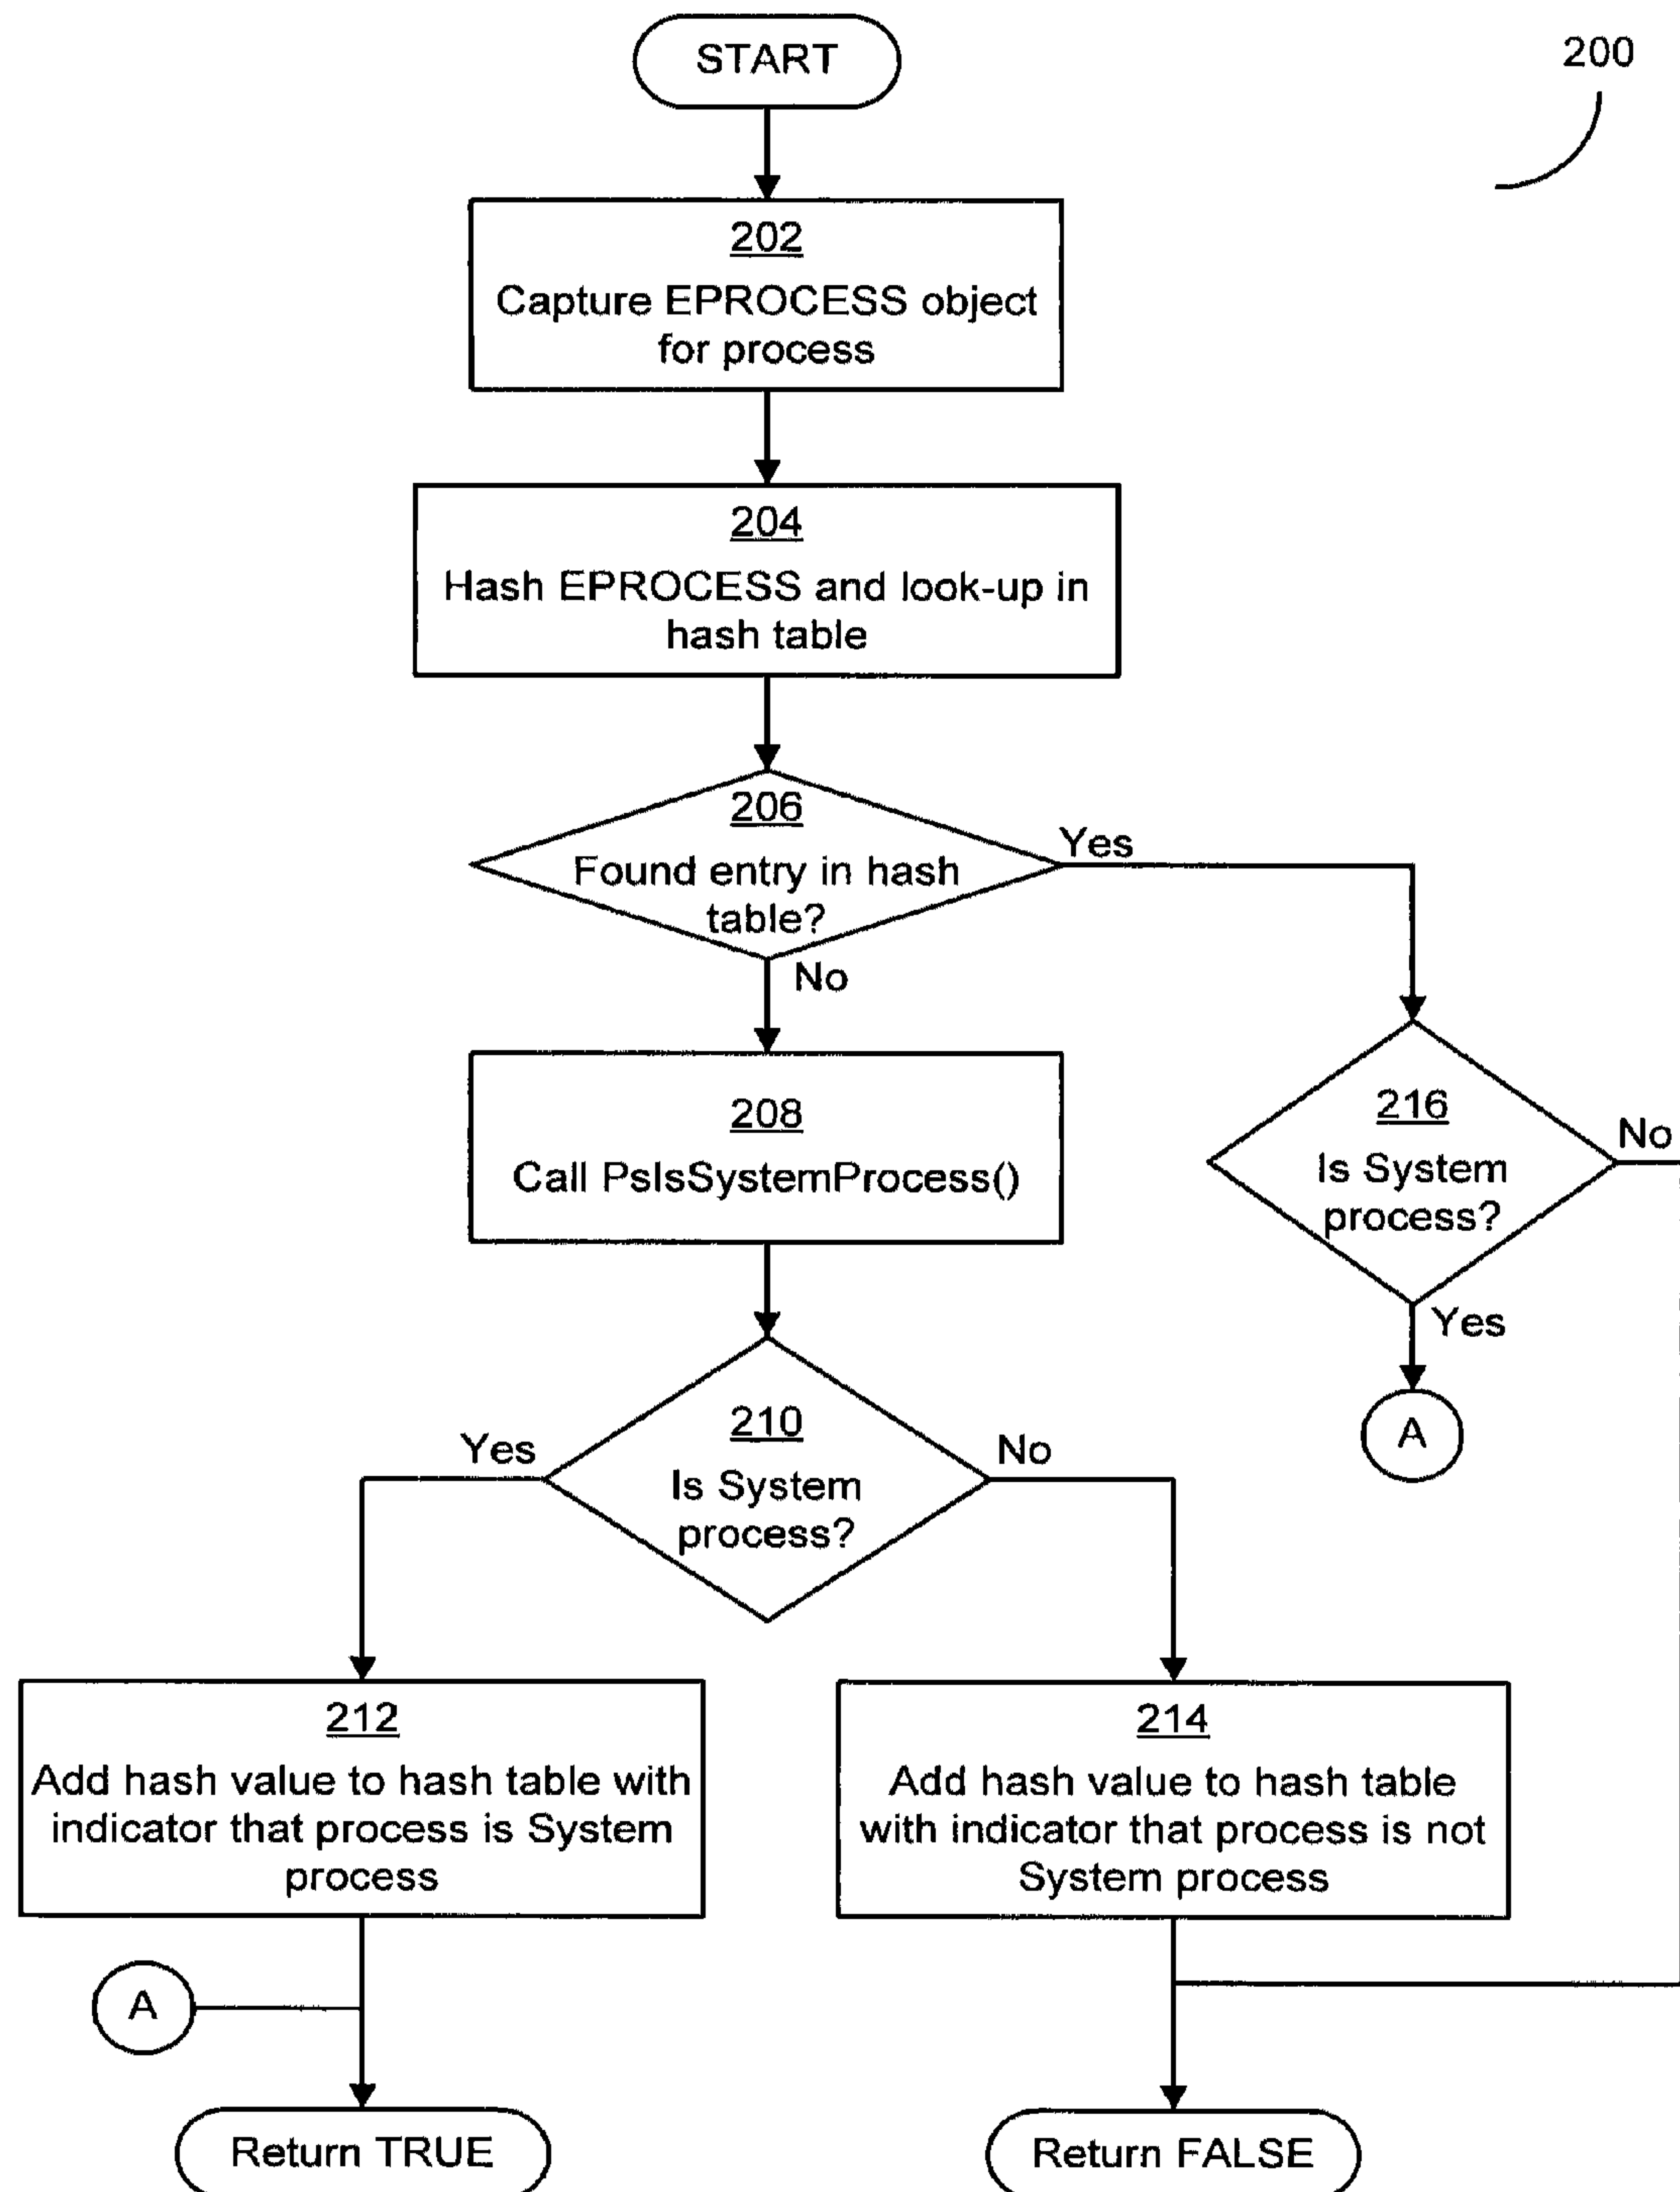 START
200
202
Capture EPROCESS object
for process
204
Hash EPROCESS and look-up in
hash table
206
Found entry in hash
table?
Yes
No
208
Call PsIsSystemProcess()
216
Is System
process?
No
Yes
A
210
Is System
process?
Yes
No
212
Add hash value to hash table with
indicator that process is System
process
214
Add hash value to hash table
with indicator that process is not
System process
A
Return TRUE
Return FALSE